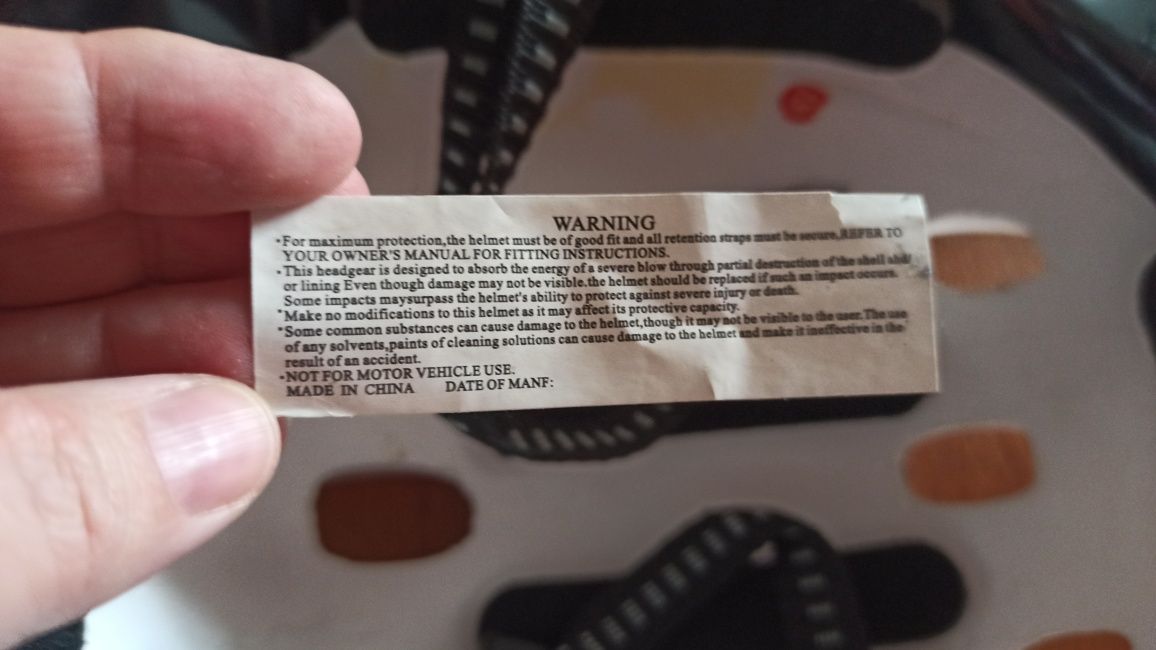 WARNING
·For maximum protection,the helmet must be of good fit and all retention straps must be secure,REFER TO
YOUR OWNER'S MANUAL FOR FITTING INSTRUCTIONS.
·This headgear is designed to absorb the energy of a severe blow through partial destruction of the shell and/
or lining Even though damage may not be visible.the helmet should be replaced if such an impact occurs.
Some impacts maysurpass the helmet's ability to protect against severe injury or death.
·Make no modifications to this helmet as it may affect its protective capacity.
·Some common substances can cause damage to the helmet,though it may not be visible to the user.The use
of any solvents,paints of cleaning solutions can cause damage to the helmet and make it ineffective in the
result of an accident.
·NOT FOR MOTOR VEHICLE USE.
MADE IN CHINA DATE OF MANF: